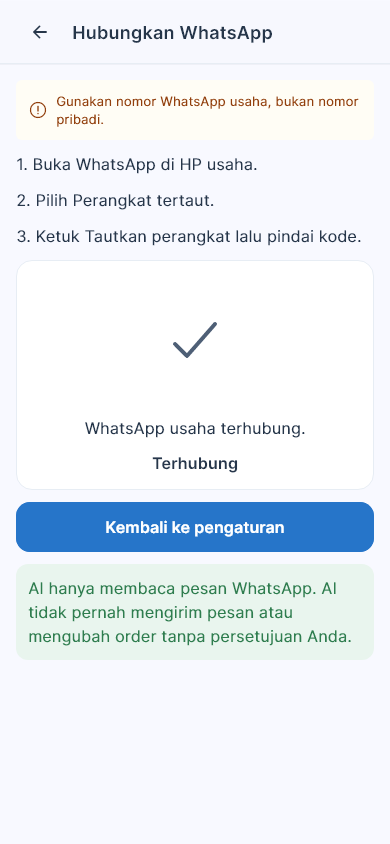 Hubungkan WhatsApp
Gunakan nomor WhatsApp usaha, bukan nomor
pribadi.
1. Buka WhatsApp di HP usaha.
2. Pilih Perangkat tertaut.
3. Ketuk Tautkan perangkat lalu pindai kode.
WhatsApp usaha terhubung.
Terhubung
Kembali ke pengaturan
AI hanya membaca pesan WhatsApp. AI
tidak pernah mengirim pesan atau
mengubah order tanpa persetujuan Anda.